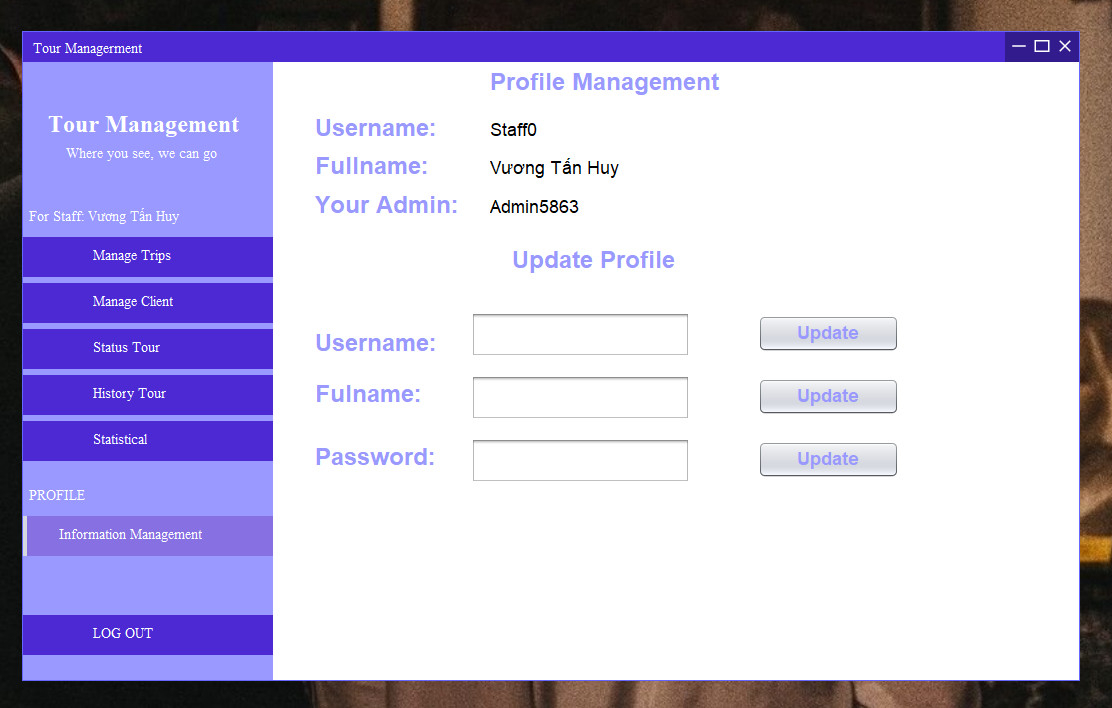 Tour Managerment
Tour Management
Where you see, we can go
For Staff: Vương Tấn Huy
Manage Trips
Manage Client
Status Tour
History Tour
Statistical
PROFILE
Information Management
LOG OUT
Profile Management
Username: Staff0
Fullname: Vương Tấn Huy
Your Admin: Admin5863
Update Profile
Username: Update
Fulname: Update
Password: Update